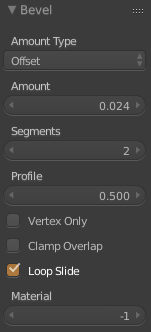 Bevel
Amount Type
Offset
Amount
0.024
Segments
2
Profile
0.500
Vertex Only
Clamp Overlap
Loop Slide
Material
-1